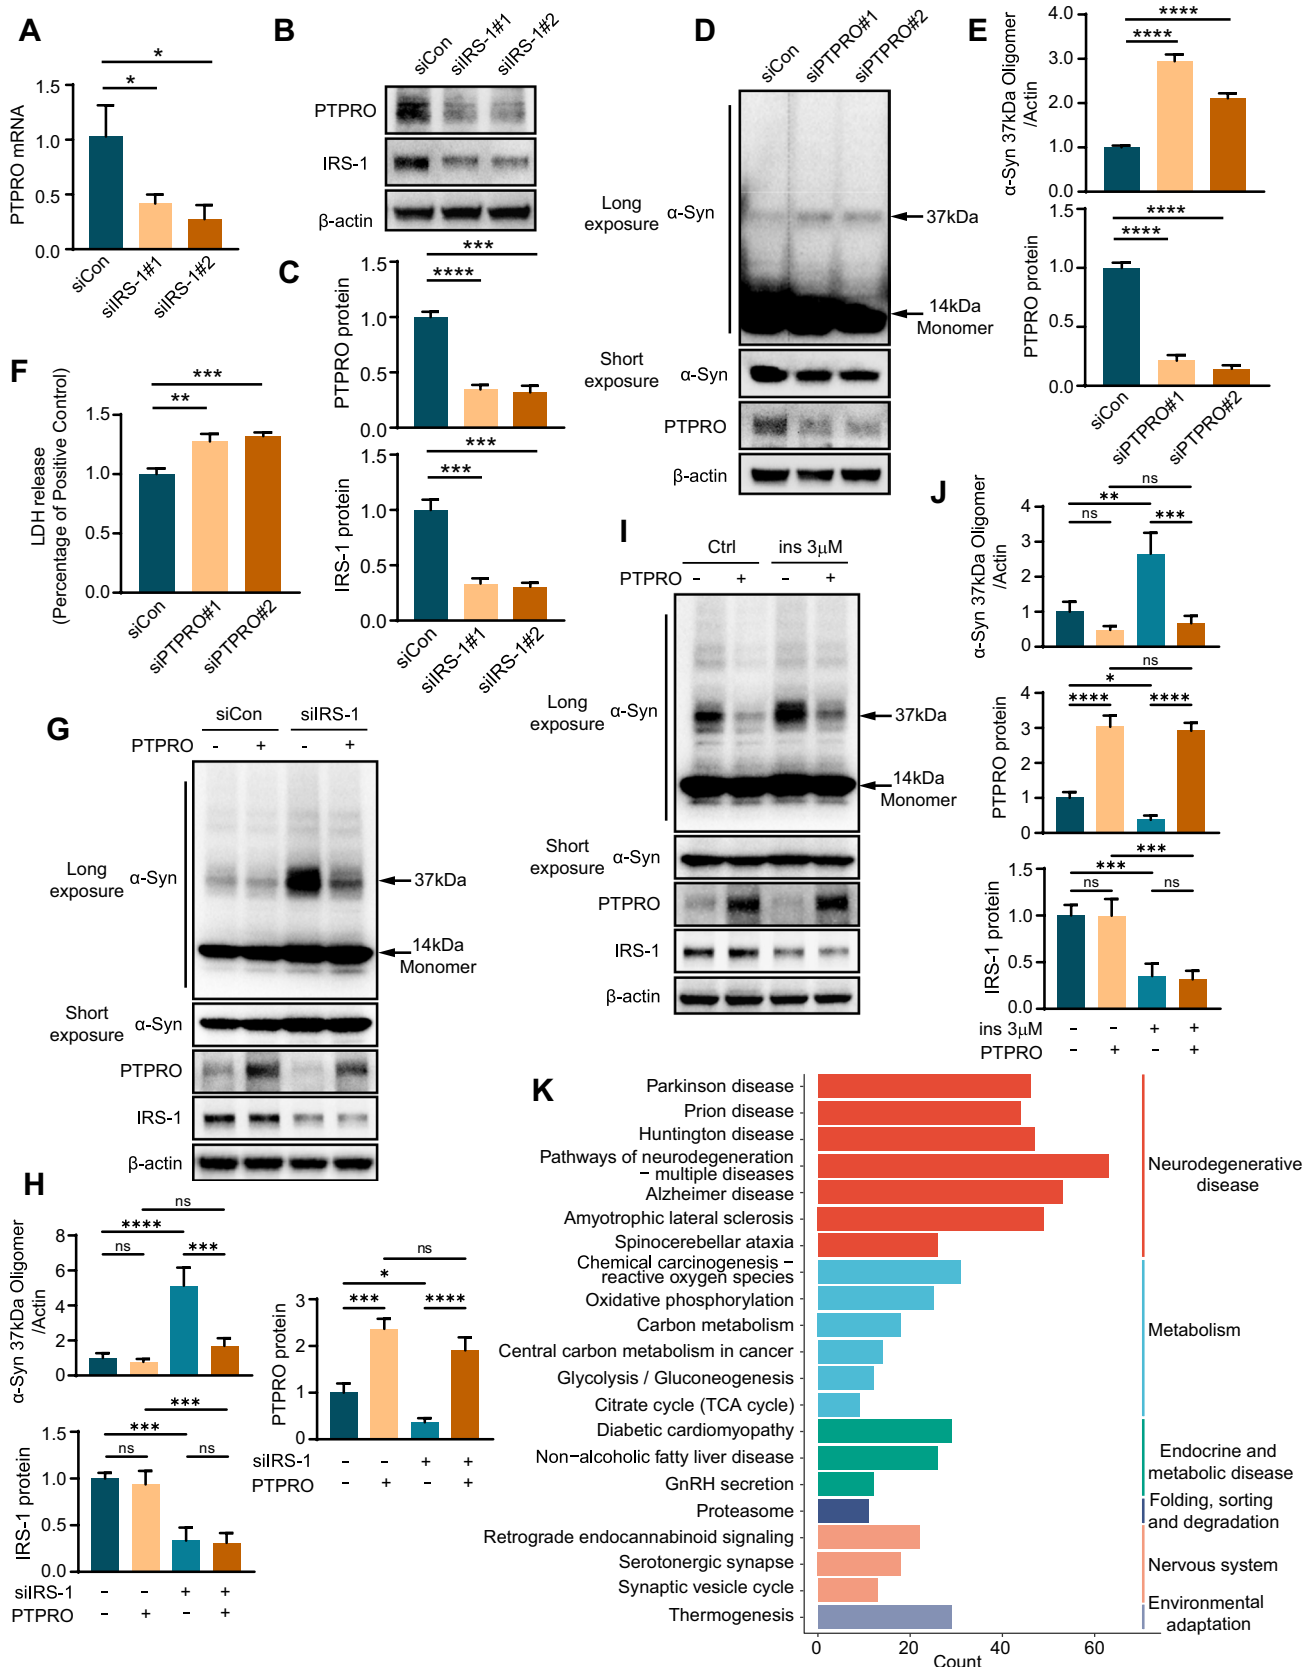 A
*
*
PTPRO mRNA
1.5
1.0
0.5
0.0
siCon
siIRS-1#1
siIRS-1#2
B
siCon
siIRS-1#1
siIRS-1#2
PTPRO
IRS-1
β-actin
C
***
****
PTPRO protein
1.5
1.0
0.5
0.0
***
***
IRS-1 protein
1.5
1.0
0.5
0.0
siCon
siIRS-1#1
siIRS-1#2
D
siCon
siPTPRO#1
siPTPRO#2
Long
exposure
α-Syn
37kDa
14kDa
Monomer
Short
exposure
α-Syn
PTPRO
β-actin
E
****
****
α-Syn 37kDa Oligomer
/Actin
4.0
3.0
2.0
1.0
0.0
****
****
PTPRO protein
1.5
1.0
0.5
0.0
siCon
siPTPRO#1
siPTPRO#2
F
***
**
LDH release
(Percentage of Positive Control)
1.5
1.0
0.5
0.0
siCon
siPTPRO#1
siPTPRO#2
G
siCon
siIRS-1
PTPRO
-
+
-
+
Long
exposure
α-Syn
37kDa
14kDa
Monomer
Short
exposure
α-Syn
PTPRO
IRS-1
β-actin
H
ns
****
ns
***
α-Syn 37kDa Oligomer
/Actin
8
6
4
2
0
***
***
ns
ns
IRS-1 protein
1.5
1.0
0.5
0.0
siIRS-1
- - + +
PTPRO
- + - +
ns
*
***
****
PTPRO protein
3
2
1
0
siIRS-1
- - + +
PTPRO
- + - +
I
Ctrl
ins 3μM
PTPRO
-
+
-
+
Long
exposure
α-Syn
37kDa
14kDa
Monomer
Short
exposure
α-Syn
PTPRO
IRS-1
β-actin
J
ns
**
ns
***
α-Syn 37kDa Oligomer
/Actin
4
2
0
ns
*
****
****
PTPRO protein
4
3
2
1
0
***
***
ns
ns
IRS-1 protein
1.5
1.0
0.5
0.0
ins 3μM
- - + +
PTPRO
- + - +
K
Parkinson disease
Prion disease
Huntington disease
Pathways of neurodegeneration
− multiple diseases
Alzheimer disease
Amyotrophic lateral sclerosis
Spinocerebellar ataxia
Chemical carcinogenesis −
reactive oxygen species
Oxidative phosphorylation
Carbon metabolism
Central carbon metabolism in cancer
Glycolysis / Gluconeogenesis
Citrate cycle (TCA cycle)
Diabetic cardiomyopathy
Non−alcoholic fatty liver disease
GnRH secretion
Proteasome
Retrograde endocannabinoid signaling
Serotonergic synapse
Synaptic vesicle cycle
Thermogenesis
Neurodegenerative
disease
Metabolism
Endocrine and
metabolic disease
Folding, sorting
and degradation
Nervous system
Environmental
adaptation
0
20
40
60
Count